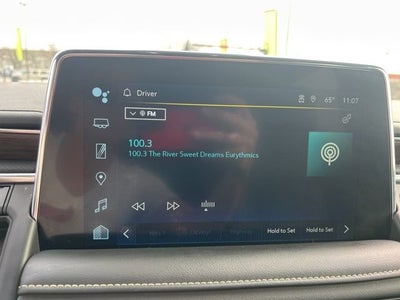 Driver
65° 11:07
FM
100.3
100.3 The River Sweet Dreams Eurythmics
Hold to Set Hold to Set